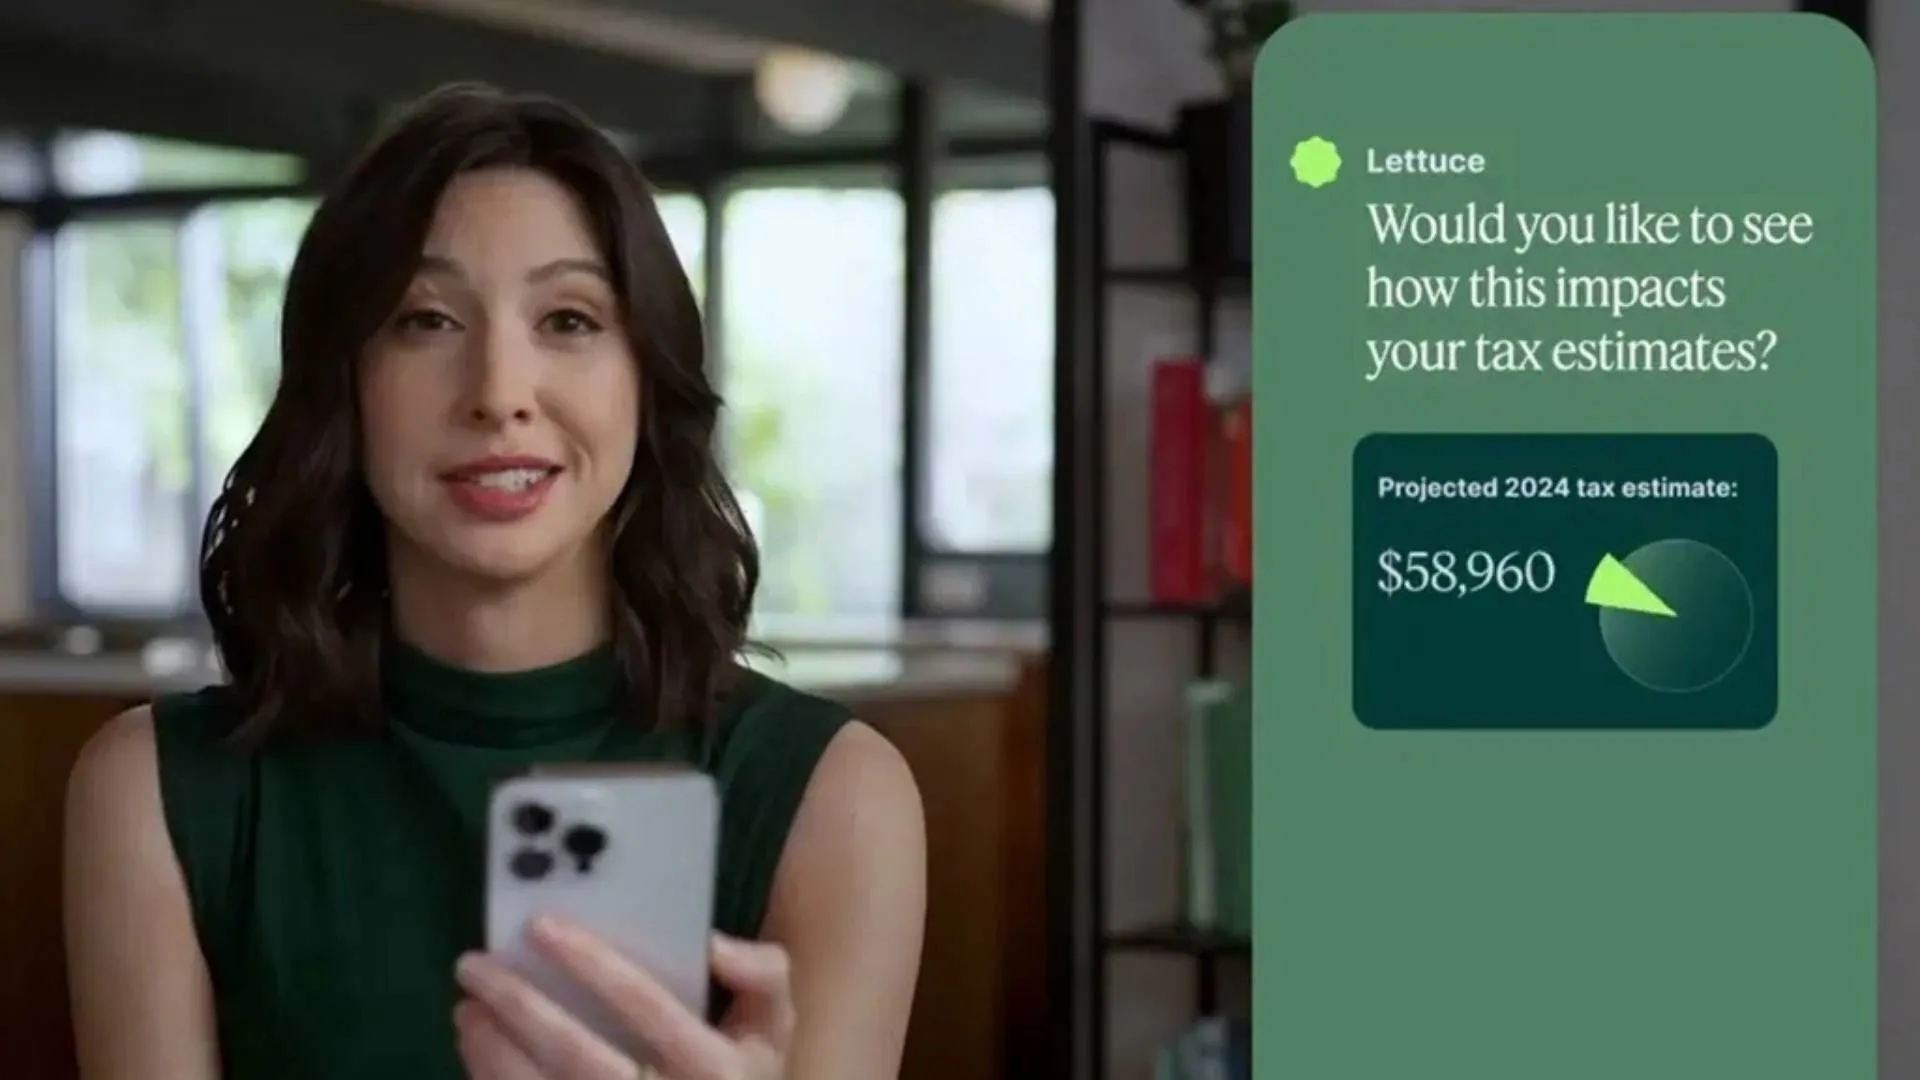 Lettuce
Would you like to see
how this impacts
your tax estimates?
Projected 2024 tax estimate:
$58,960